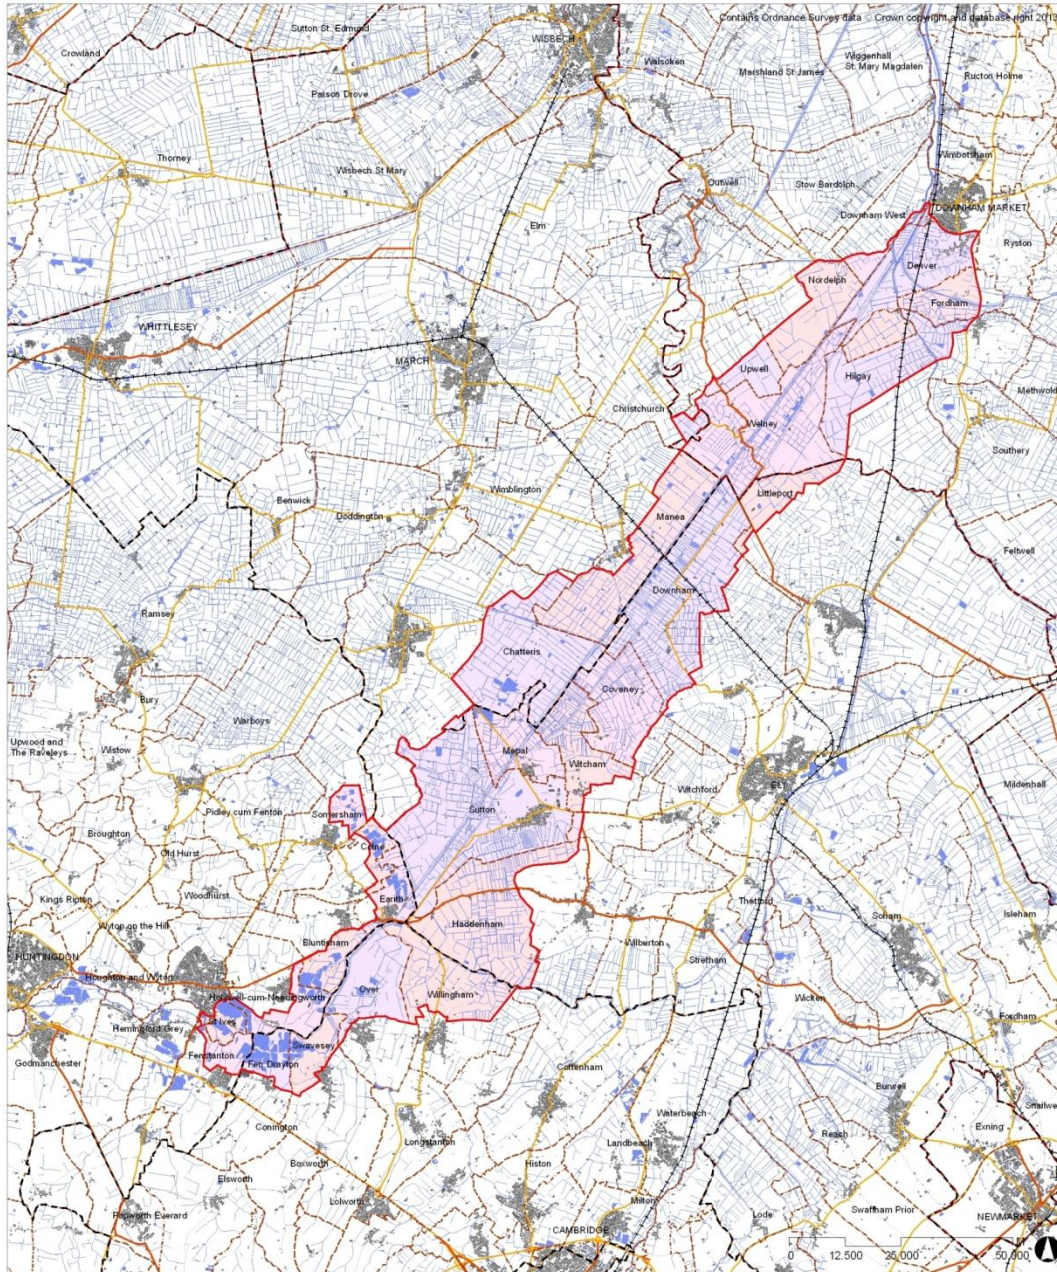 Contains Ordnance Survey data © Crown copyright and database right 2013
Sutton St. Edmund
WISBECH
Crowland
Walsoken
Wiggenhall
St. Mary Magdalen
Marshland St James
Parson Drove
Thorney
Wimbotsham
Wisbech St Mary
Outwell
Stow Bardolph
DOWNHAM MARKET
Downham West
Elm
Ryston
Denver
Nordelph
Fordham
WHITTLESEY
MARCH
Upwell
Hilgay
Methwold
Christchurch
Welney
Southery
Benwick
Wimblington
Littleport
Doddington
Manea
Feltwell
Downham
Ramsey
Chatteris
Coveney
Bury
Warboys
Upwood and
The Raveleys
Wistow
Mepal
Witcham
Mildenhall
ELY
Witchford
Somersham
Pidley cum Fenton
Sutton
Broughton
Colne
Old Hurst
Woodhurst
Kings Ripton
Earith
Thetford
Wyton on the Hill
Haddenham
Soham
Isleham
Bluntisham
Wilburton
HUNTINGDON
Stretham
Houghton and Wyton
Over
Willingham
Holywell-cum-Needingworth
Wicken
Fordham
St Ives
Hemingford Grey
Swavesey
Fenstanton
Godmanchester
Fen Drayton
Cottenham
Burwell
Waterbeach
Conington
Exning
Reach
Longstanton
Landbeach
Boxworth
Histon
Elsworth
Lolworth
Milton
Swaffham Prior
Papworth Everard
Lode
NEWMARKET
CAMBRIDGE
0 12,500 25,000